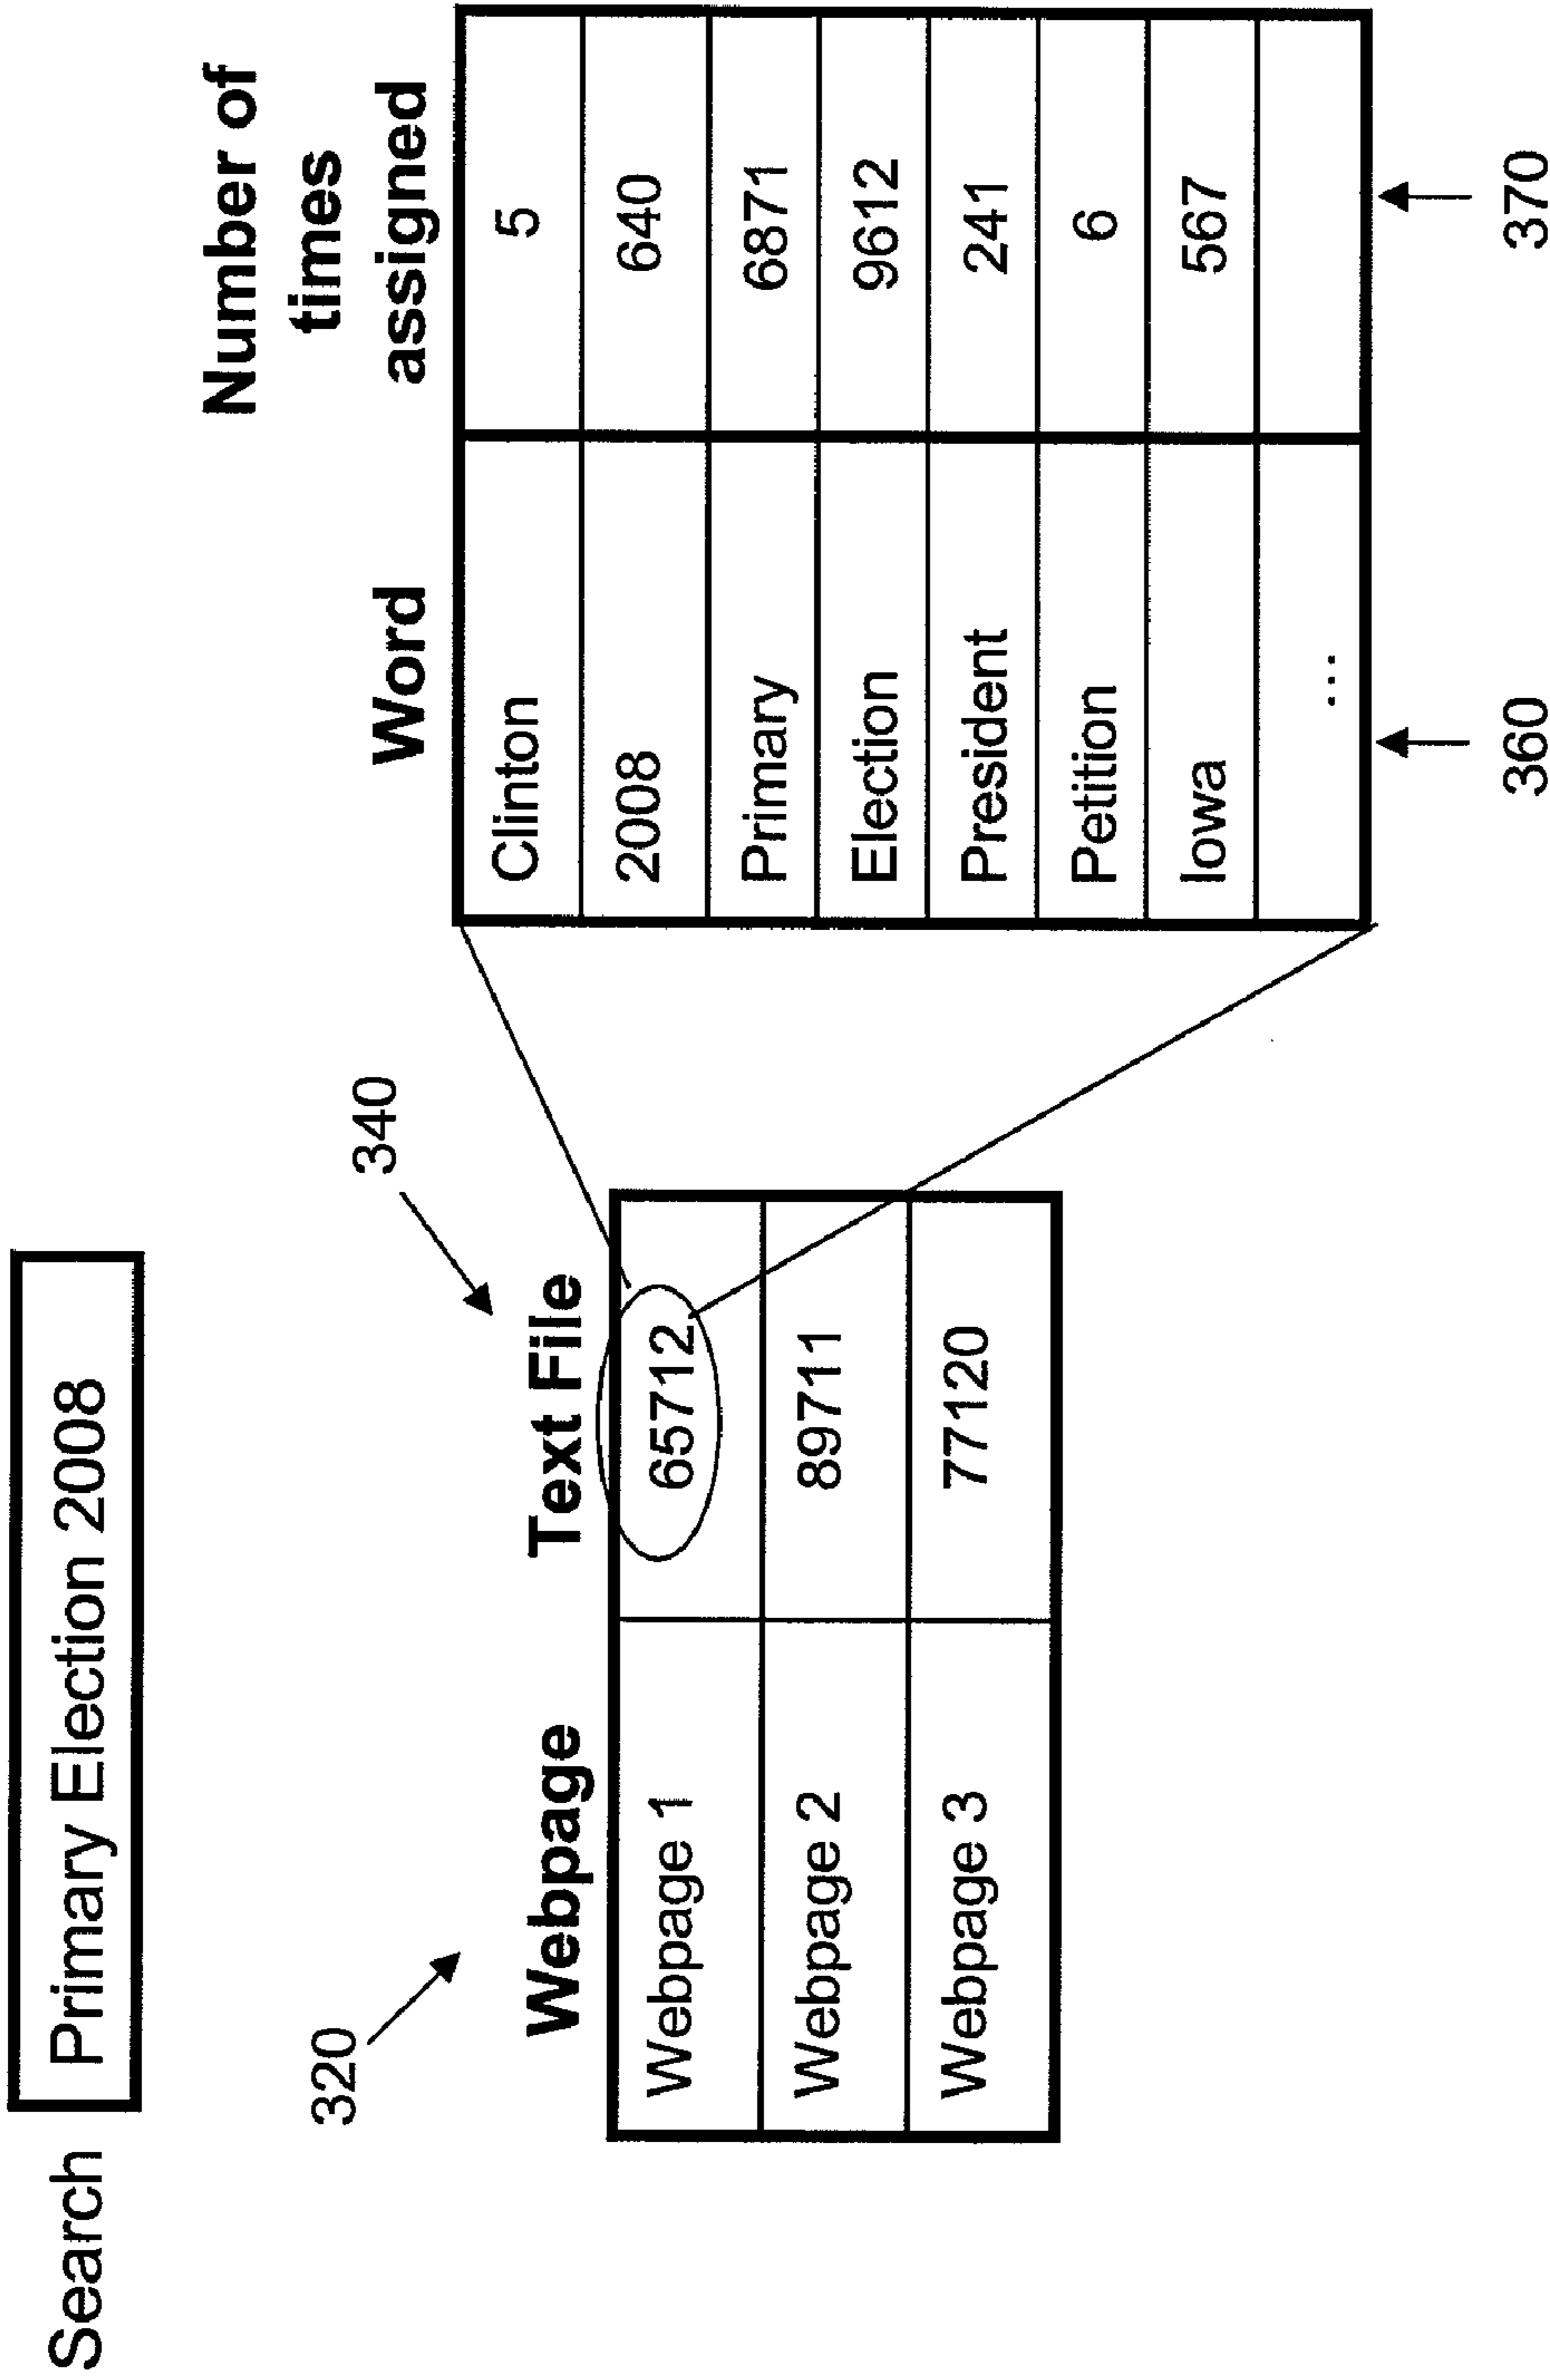 Search Primary Election 2008
320
340
Webpage Text File
Webpage 1 65712
Webpage 2 89711
Webpage 3 77120
Number of
times
Word assigned
Clinton 5
2008 640
Primary 6871
Election 9612
President 241
Petition 6
Iowa 567
...
360 370